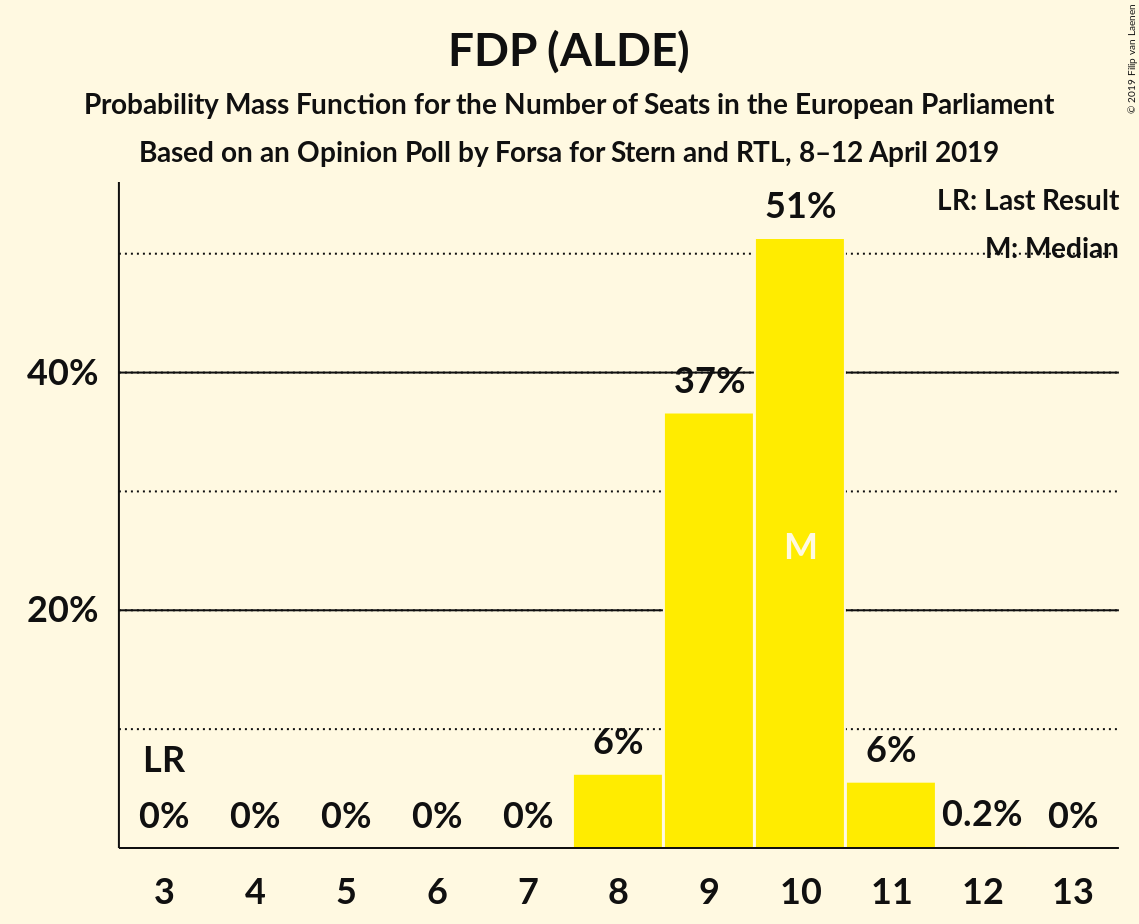 FDP (ALDE)
Probability Mass Function for the Number of Seats in the European Parliament
Based on an Opinion Poll by Forsa for Stern and RTL, 8–12 April 2019
© 2019 Filip van Laenen
LR: Last Result
M: Median
51%
40%
37%
M
20%
LR
6%
6%
0% 0% 0% 0% 0% 0.2% 0%
3 4 5 6 7 8 9 10 11 12 13